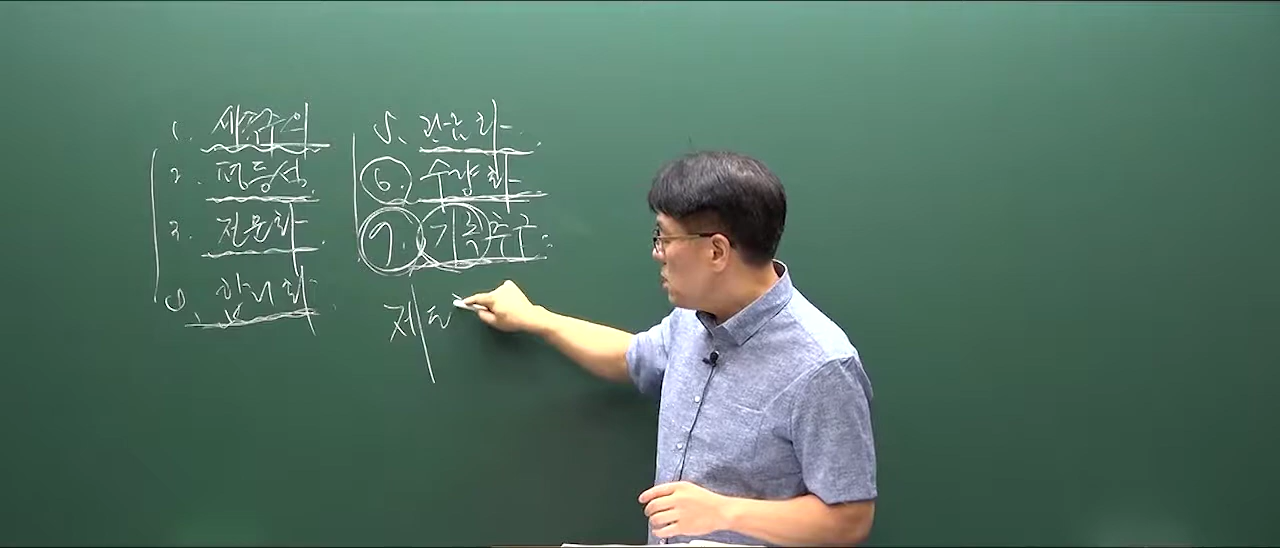 1. 세속주의
2. 평등성
3. 전문화
4. 합리화
5. 관료화
6. 수량화
7. 기록추구
제도